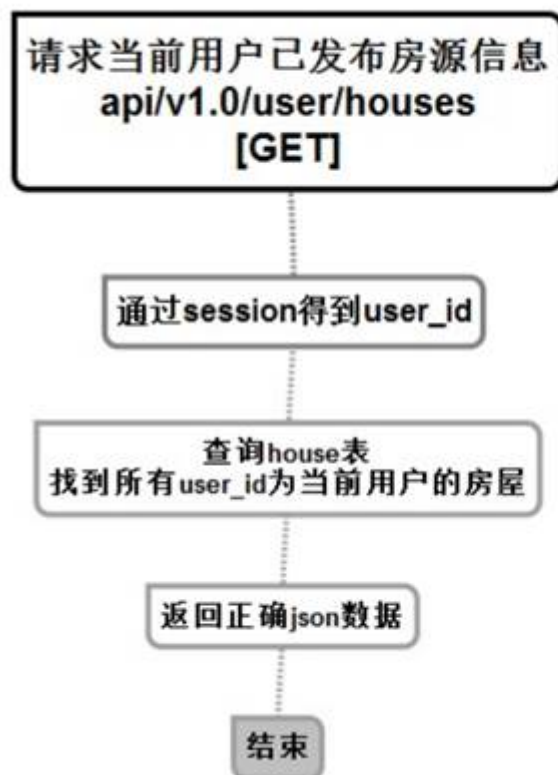 请求当前用户已发布房源信息
api/v1.0/user/houses
[GET]
通过session得到user_id
查询house表
找到所有user_id为当前用户的房屋
返回正确json数据
结束